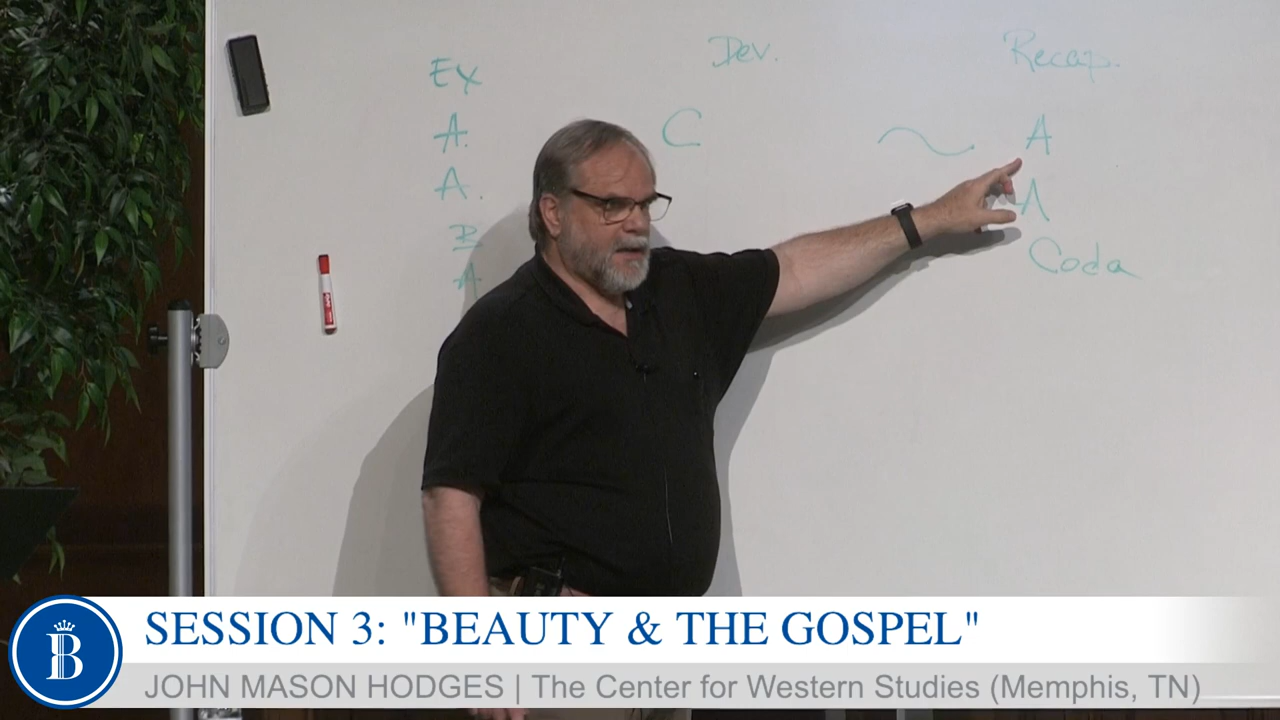 Ex
A.
A.
B
A
Dev.
C
Recap.
A
A
Coda
B
SESSION 3: "BEAUTY & THE GOSPEL"
JOHN MASON HODGES | The Center for Western Studies (Memphis, TN)